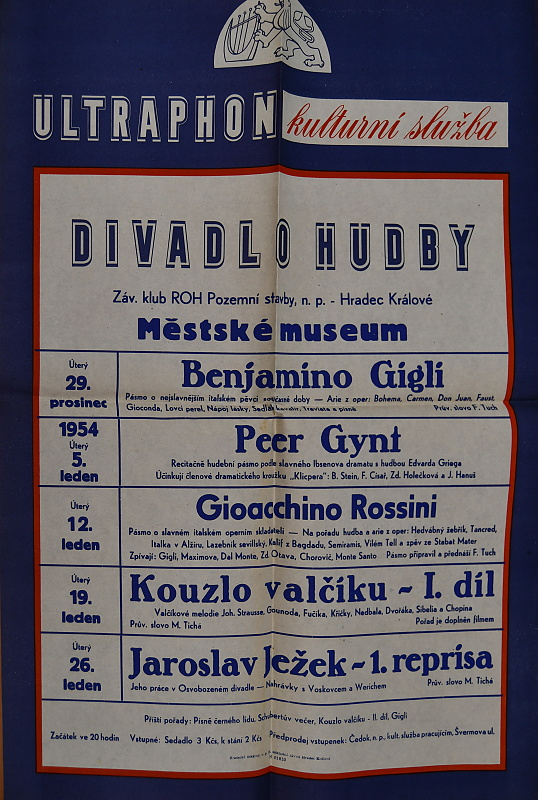 ULTRAPHON kulturní služba
DIVADLO HUDBY
Záv. klub ROH Pozemní stavby, n. p. - Hradec Králové
Městské museum
Úterý
29.
prosinec
Benjamino Gigli
Pásmo o nejslavnějším italském pěvci současné doby — Arie z oper: Bohema, Carmen, Don Juan, Faust,
Gioconda, Lovci perel, Nápoj lásky, Sedlák kavalír, Traviata a písně Prův. slovo F. Tuch
1954
Úterý
5.
leden
Peer Gynt
Recitačně hudební pásmo podle slavného Ibsenova dramatu s hudbou Edvarda Griega
Účinkují členové dramatického kroužku „Klicpera": B. Stein, F. Císař, Zd. Holečková a J. Hanuš
Úterý
12.
leden
Gioacchino Rossini
Pásmo o slavném italském operním skladateli — Na pořadu hudba a arie z oper: Hedvábný žebřík, Tancred,
Italka v Alžíru, Lazebník sevillský, Kalif z Bagdadu, Semiramis, Vilém Tell a zpěv ze Stabat Mater
Zpívají: Gigli, Maximova, Dal Monte, Zd. Otava, Chorovič, Monte Santo Pásmo připravil a přednáší F. Tuch
Úterý
19.
leden
Kouzlo valčíku - I. díl
Valčíkové melodie Joh. Strausse, Gounoda, Fučíka, Křičky, Nedbala, Dvořáka, Sibelia a Chopina
Prův. slovo M. Tichá Pořad je doplněn filmem
Úterý
26.
leden
Jaroslav Ježek - 1. reprisa
Jeho práce v Osvobozeném divadle — Nahrávky s Voskovcem a Werichem Prův. slovo M. Tichá
Příští pořady: Písně černého lidu, Schubertův večer, Kouzlo valčíku - II. díl, Gigli
Začátek ve 20 hodin Vstupné: Sedadlo 3 Kčs, k stání 2 Kčs Předprodej vstupenek: Čedok, n. p., kult. služba pracujícím, Švermova ul.